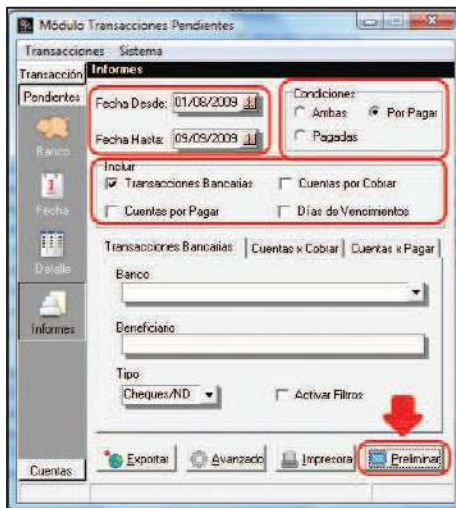 Módulo Transacciones Pendientes
Transacciones Sistema
Transacción Informes
Pendientes
Fecha Desde: 01/08/2009
Fecha Hasta: 09/09/2009
Condiciones
Ambas Por Pagar
Pagadas
Banco
Fecha
Detalle
Informes
Incluir
Transacciones Bancarias Cuentas por Cobrar
Cuentas por Pagar Días de Vencimientos
Transacciones Bancarias Cuentas x Cobrar Cuentas x Pagar
Banco
Beneficiario
Tipo
Cheques/ND Activar Filtros
Exportar Avanzado Impresora Preliminar
Cuentas